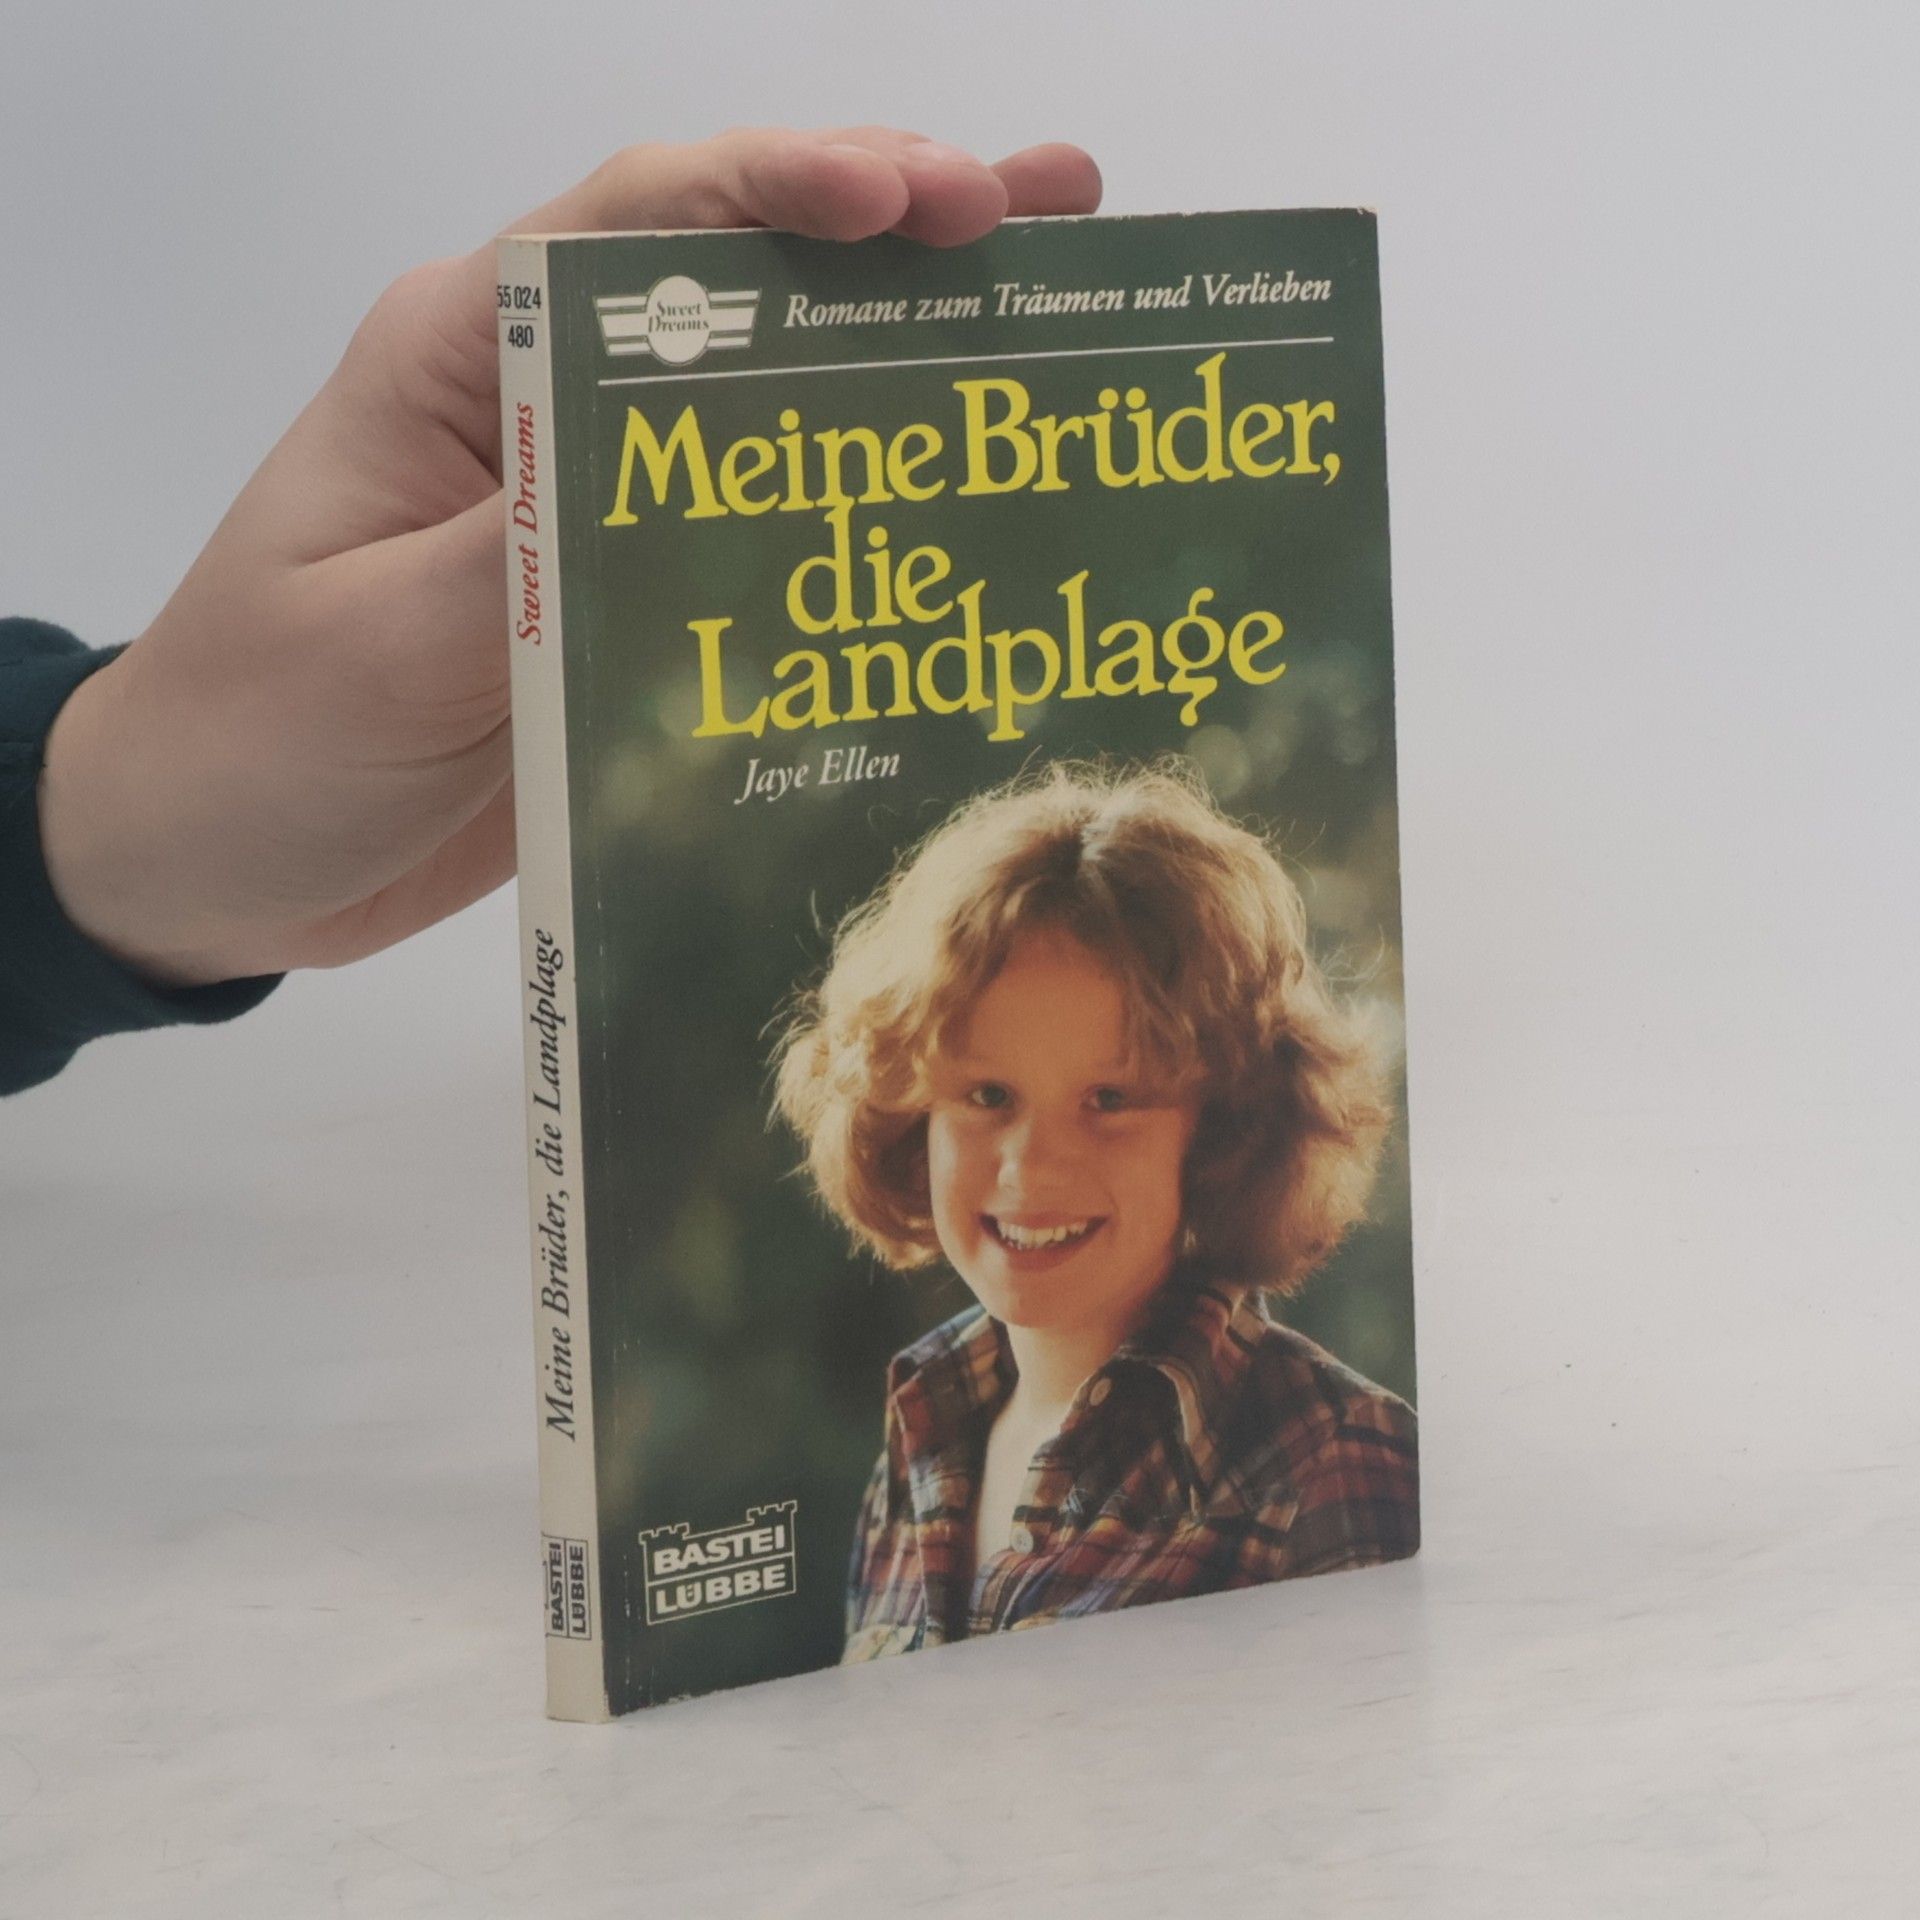 55 024
480
Sweet Dreams
Meine Brüder, die Landplage
BASTEI
LÜBBE
Sweet
Dreams
Romane zum Träumen und Verlieben
Meine Brüder,
die
Landplage
Jaye Ellen
BASTEI
LÜBBE